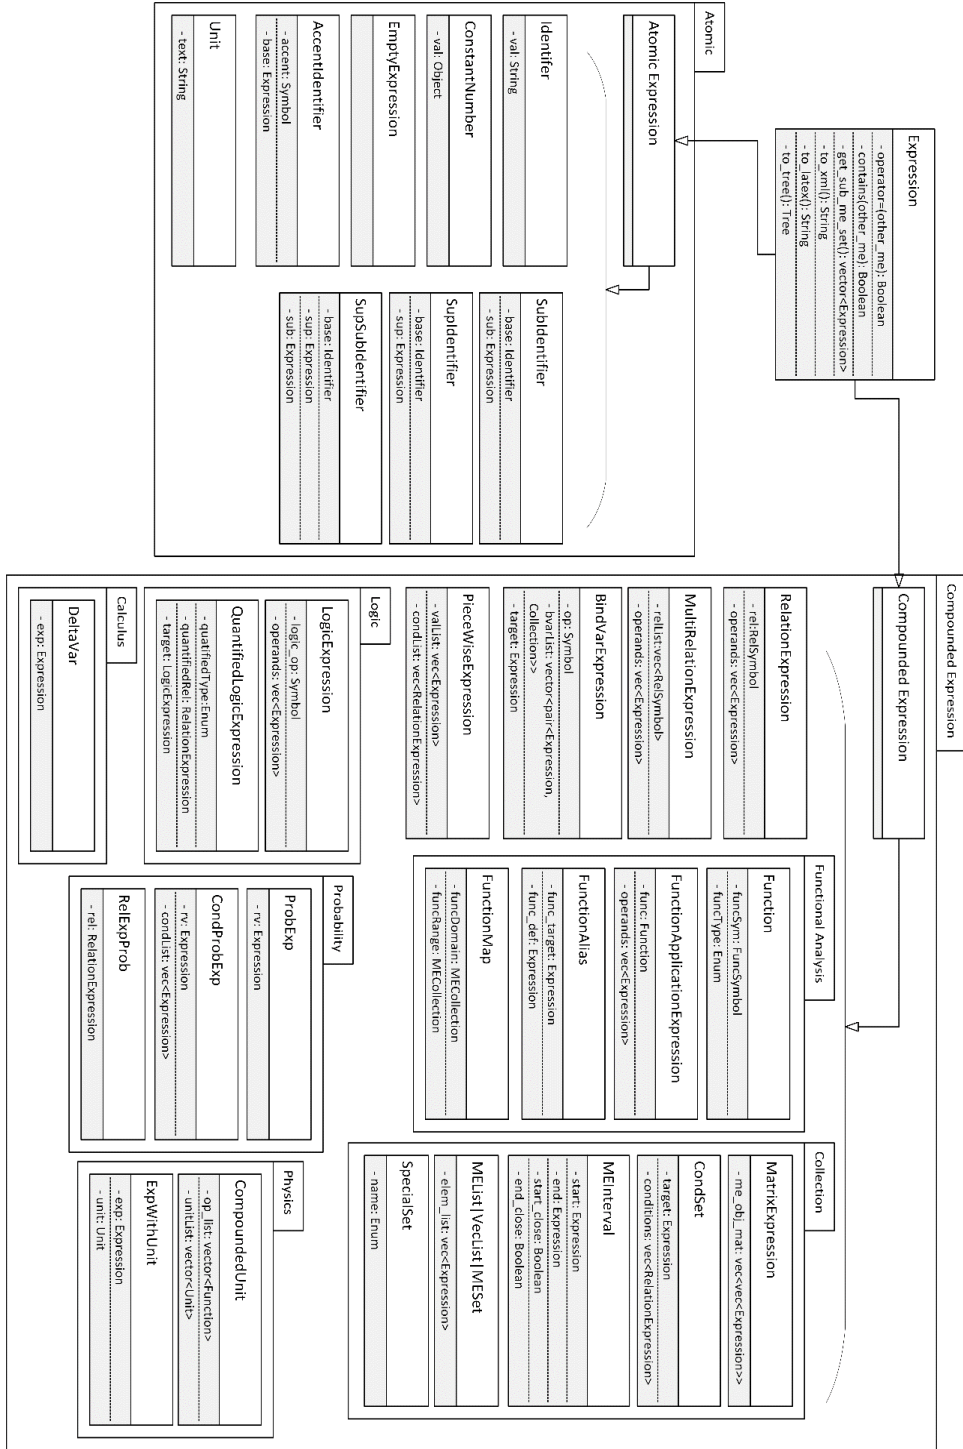 Expression
- operator=(other_me): Boolean
- contains(other_me): Boolean
- get_sub_me_set(): vector<Expression>
- to_xml(): String
- to_latex(): String
- to_tree(): Tree
Atomic
Atomic Expression
Identifer
- val: String
ConstantNumber
- val: Object
EmptyExpression
AccentIdentifier
- accent: Symbol
- base: Expression
Unit
- text: String
SubIdentifier
- base: Identifier
- sub: Expression
SupIdentifier
- base: Identifier
- sup: Expression
SupSubIdentifier
- base: Identifier
- sup: Expression
- sub: Expression
Compounded Expression
Compounded Expression
RelationExpression
- rel:RelSymbol
- operands: vec<Expression>
MultiRelationExpression
- relList:vec<RelSymbol>
- operands: vec<Expression>
BindVarExpression
- op: Symbol
- bvarList: vector<pair<Expression,
Collection>>
- target: Expression
PieceWiseExpression
- valList: vec<Expression>
- condList: vec<RelationExpression>
Logic
LogicExpression
- logic_op: Symbol
- operands: vec<Expression>
QuantifiedLogicExpression
- quantifiedType:Enum
- quantifiedRel: RelationExpression
- target: LogicExpression
Calculus
DeltaVar
- exp: Expression
Functional Analysis
Function
- funcSym: FuncSymbol
- funcType: Enum
FunctionApplicationExpression
- func: Function
- operands: vec<Expression>
FunctionAlias
- func_target: Expression
- func_def: Expression
FunctionMap
- funcDomain: MECollection
- funcRange: MECollection
Probability
ProbExp
- rv: Expression
CondProbExp
- rv: Expression
- condList: vec<Expression>
RelExpProb
- rel: RelationExpression
Collection
MatrixExpression
- me_obj_mat: vec<vec<Expression>>
CondSet
- target: Expression
- conditions: vec<RelationExpression>
MEInterval
- start: Expression
- end: Expression
- start_close: Boolean
- end_close: Boolean
MEList|VecList|MESet
- elem_list: vec<Expression>
SpecialSet
- name: Enum
Physics
CompoundedUnit
- op_list: vector<Function>
- unitList: vector<Unit>
ExpWithUnit
- exp: Expression
- unit: Unit